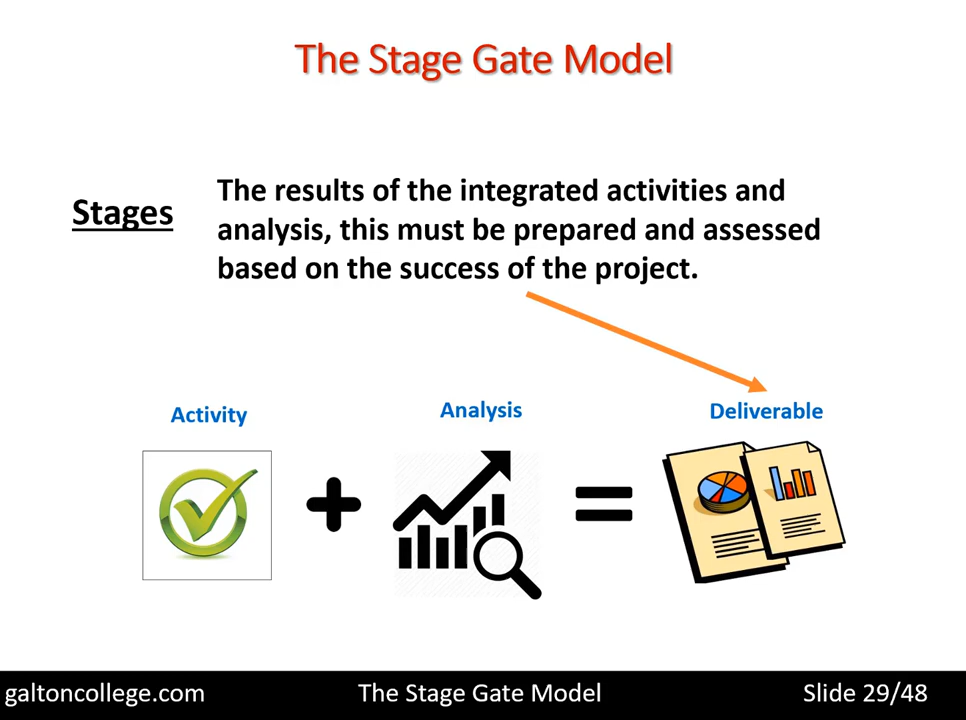 The Stage Gate Model
Stages
The results of the integrated activities and
analysis, this must be prepared and assessed
based on the success of the project.
Activity
Analysis
Deliverable
galtoncollege.com
The Stage Gate Model
Slide 29/48